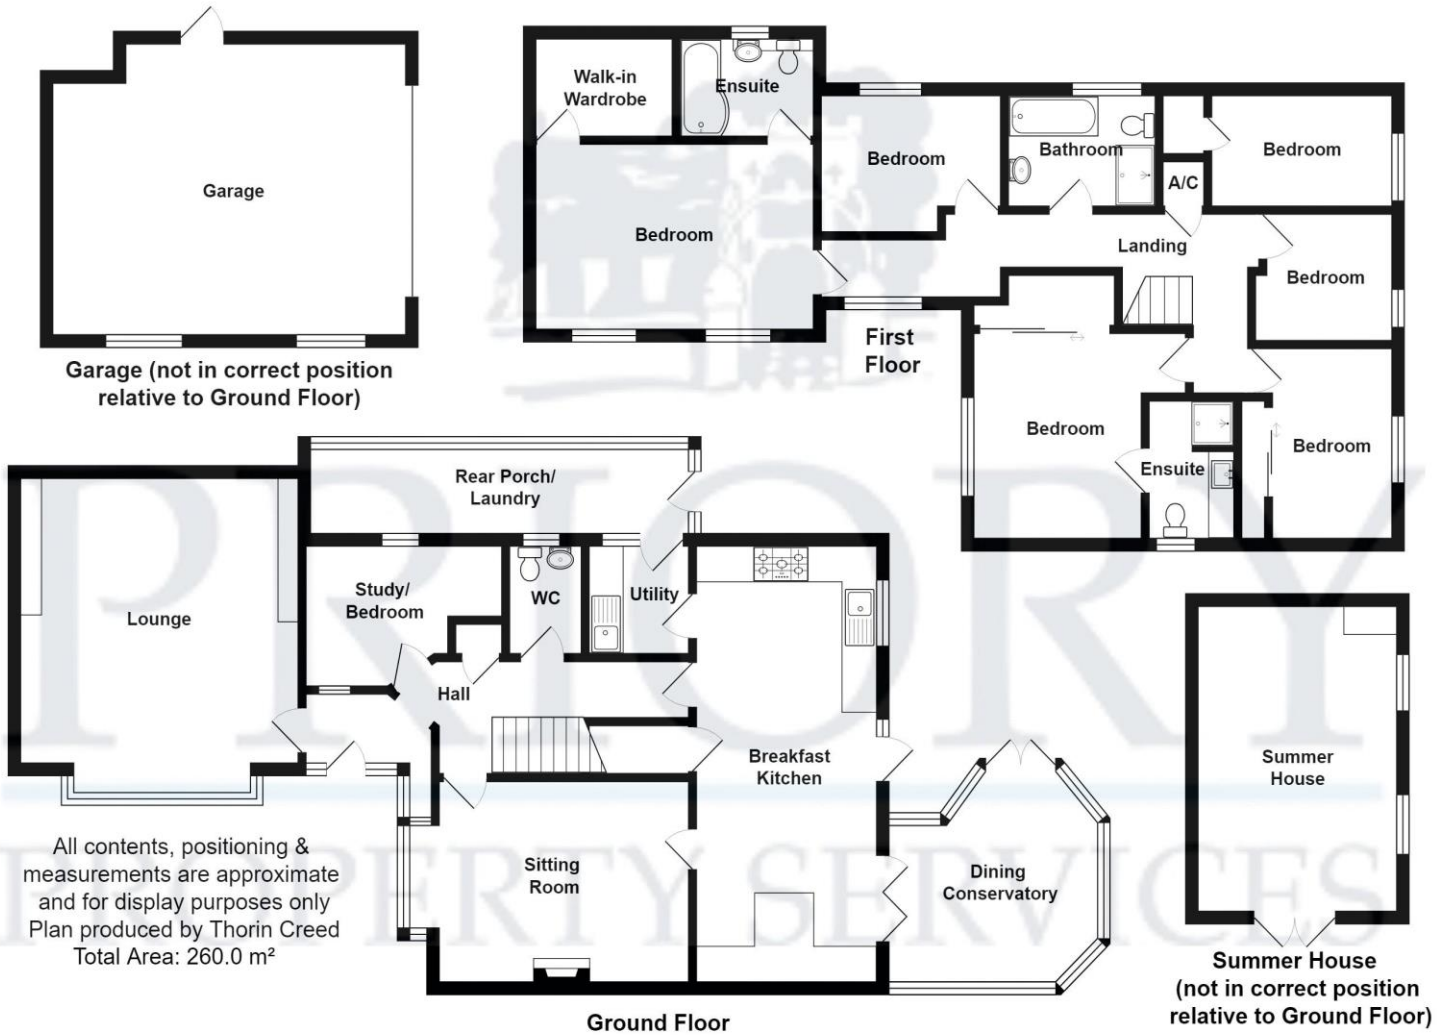 Garage
Garage (not in correct position
relative to Ground Floor)
Walk-in
Wardrobe
Ensuite
Bedroom
Bedroom
Bathroom
A/C
Bedroom
Landing
Bedroom
First
Floor
Bedroom
Ensuite
Bedroom
Rear Porch/
Laundry
Lounge
Study/
Bedroom
WC
Utility
Hall
Breakfast
Kitchen
Sitting
Room
Dining
Conservatory
Summer
House
All contents, positioning &
measurements are approximate
and for display purposes only
Plan produced by Thorin Creed
Total Area: 260.0 m²
Ground Floor
Summer House
(not in correct position
relative to Ground Floor)
PRIORY
PROPERTY SERVICES